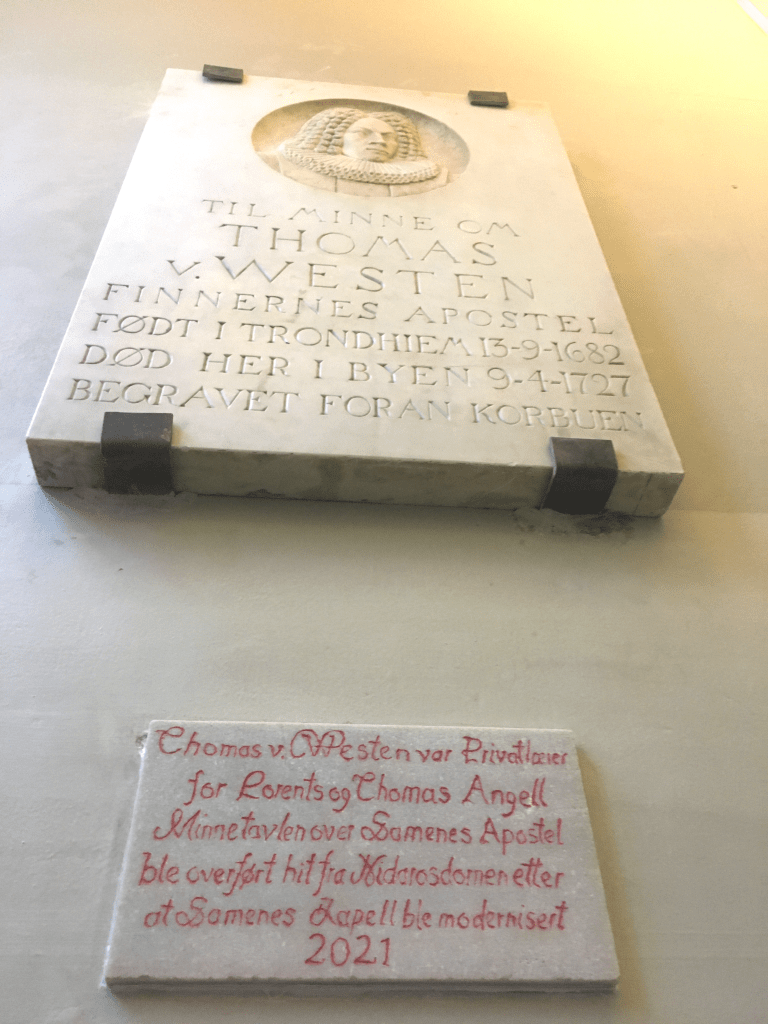 TIL MINNE OM
THOMAS
v. WESTEN
FINNERNES APOSTEL
FØDT I TRONDHIEM 13-9-1682
DØD HER I BYEN 9-4-1727
BEGRAVET FORAN KORBUEN
Thomas v. Westen var Privatlærer
for Lorents og Thomas Angell
Minnetavlen over Samenes Apostel
ble overført hit fra Nidarosdomen etter
at Samenes Kapell ble modernisert
2021